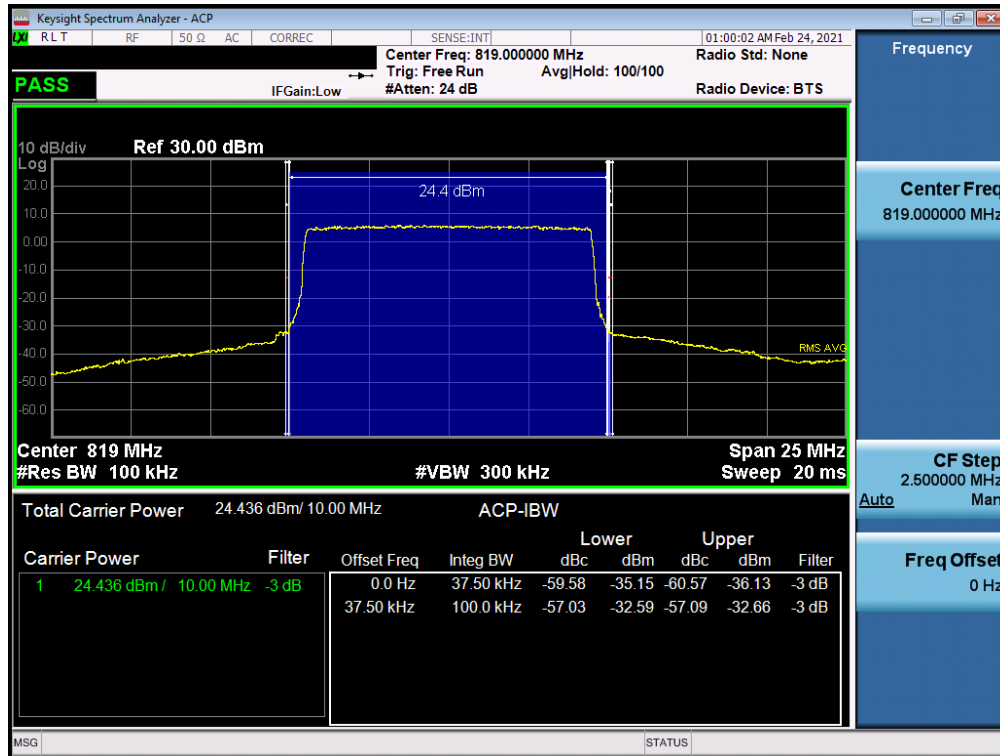 Keysight Spectrum Analyzer - ACP
LXI RLT RF 50 Ω AC CORREC SENSE:INT 01:00:02 AM Feb 24, 2021
Center Freq: 819.000000 MHz Radio Std: None
Trig: Free Run Avg|Hold: 100/100
PASS IFGain:Low #Atten: 24 dB Radio Device: BTS
10 dB/div Ref 30.00 dBm
Log
20.0
10.0
0.00
-10.0
-20.0
-30.0
-40.0
-50.0
-60.0
24.4 dBm
RMS AVG
Center 819 MHz Span 25 MHz
#Res BW 100 kHz #VBW 300 kHz Sweep 20 ms
Total Carrier Power 24.436 dBm/ 10.00 MHz ACP-IBW
Lower Upper
Carrier Power Filter Offset Freq Integ BW dBc dBm dBc dBm Filter
1 24.436 dBm / 10.00 MHz -3 dB 0.0 Hz 37.50 kHz -59.58 -35.15 -60.57 -36.13 -3 dB
37.50 kHz 100.0 kHz -57.03 -32.59 -57.09 -32.66 -3 dB
MSG STATUS
Frequency
Center Freq
819.000000 MHz
CF Step
2.500000 MHz
Auto Man
Freq Offset
0 Hz